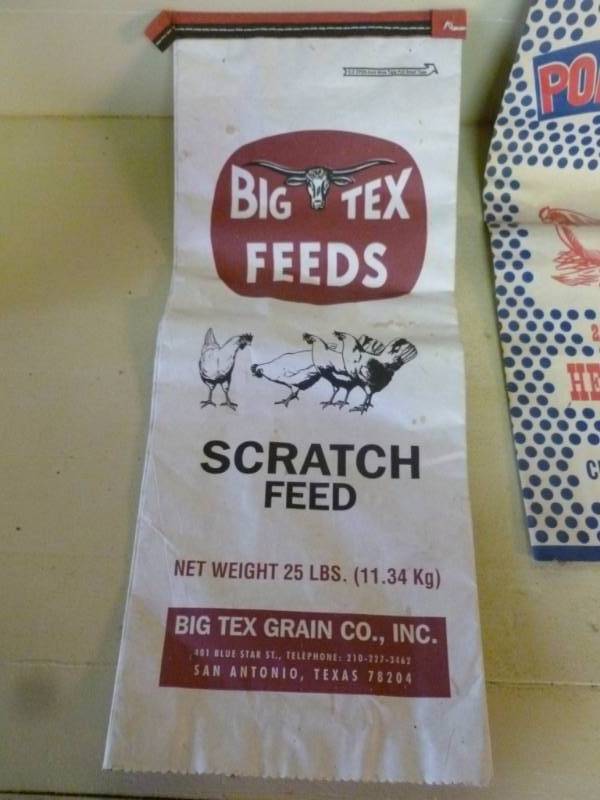 BIG TEX
FEEDS
SCRATCH
FEED
NET WEIGHT 25 LBS. (11.34 Kg)
BIG TEX GRAIN CO., INC.
401 BLUE STAR ST., TELEPHONE: 210-227-3462
SAN ANTONIO, TEXAS 78204
PO
2
HE
C